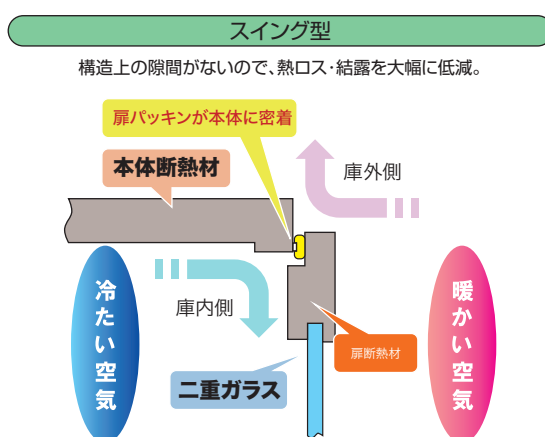 スイング型
構造上の隙間がないので、熱ロス・結露を大幅に低減。
扉パッキンが本体に密着
本体断熱材
庫外側
冷たい空気
庫内側
暖かい空気
扉断熱材
二重ガラス